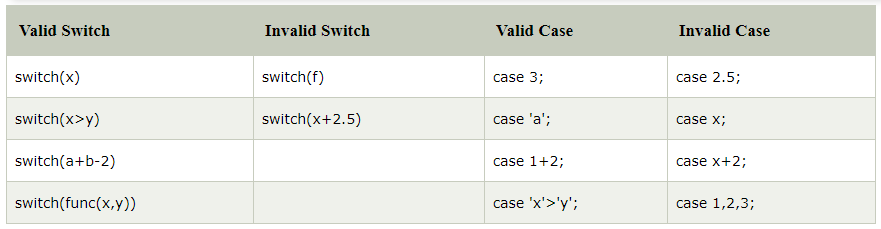 Valid Switch Invalid Switch Valid Case Invalid Case
switch(x) switch(f) case 3; case 2.5;
switch(x>y) switch(x+2.5) case 'a'; case x;
switch(a+b-2) case 1+2; case x+2;
switch(func(x,y)) case 'x'>'y'; case 1,2,3;